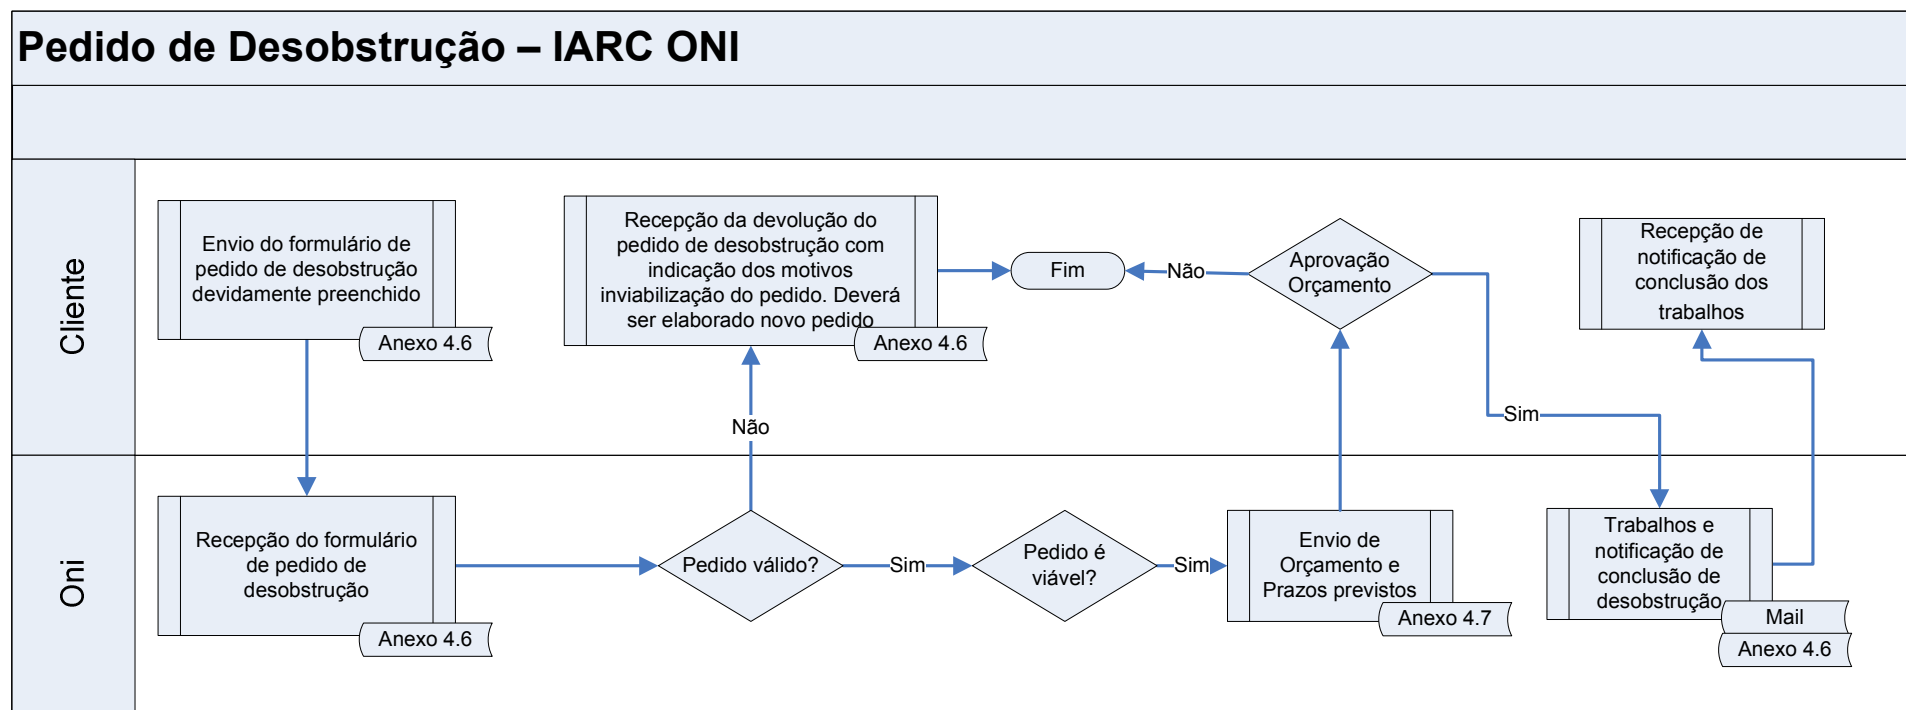 Pedido de Desobstrução – IARC ONI
Cliente
Envio do formulário de
pedido de desobstrução
devidamente preenchido
Anexo 4.6
Recepção da devolução do
pedido de desobstrução com
indicação dos motivos
inviabilização do pedido. Deverá
ser elaborado novo pedido
Anexo 4.6
Fim
Não
Aprovação
Orçamento
Recepção de
notificação de
conclusão dos
trabalhos
Não
Sim
Oni
Recepção do formulário
de pedido de
desobstrução
Anexo 4.6
Pedido válido?
Sim
Pedido é
viável?
Sim
Envio de
Orçamento e
Prazos previstos
Anexo 4.7
Trabalhos e
notificação de
conclusão de
desobstrução
Mail
Anexo 4.6